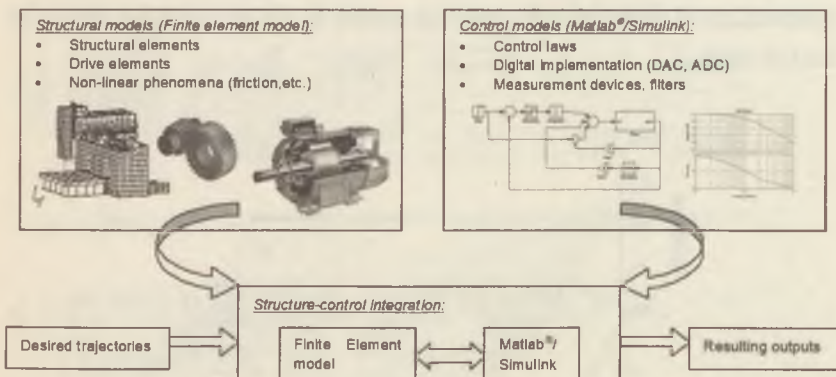 Structural models (Finite element model):
• Structural elements
• Drive elements
• Non-linear phenomena (friction,etc.)
Control models (Matlab®/Simulink):
• Control laws
• Digital Implementation (DAC, ADC)
• Measurement devices, filters
Structure-control integration:
Desired trajectories
Finite Element
model
Matlab®/
Simulink
Resulting outputs